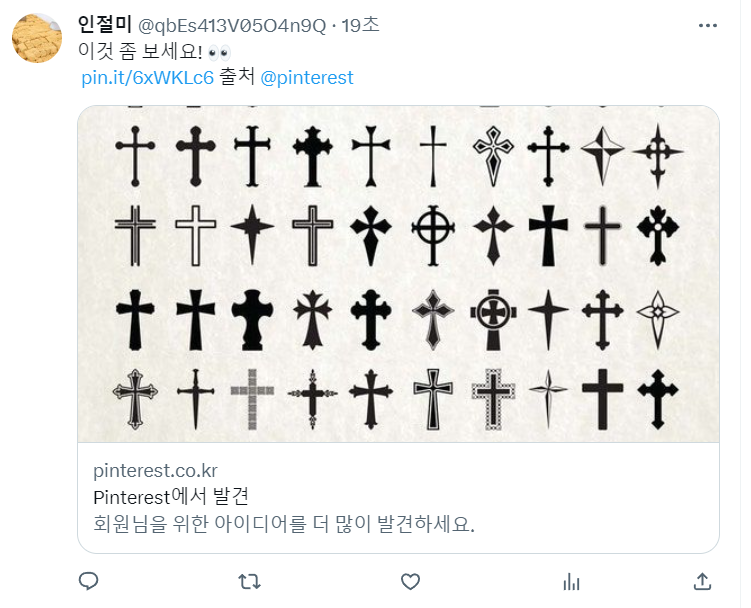 인절미 @qbEs413V05O4n9Q · 19초
이것 좀 보세요! 👀
pin.it/6xWKLc6 출처 @pinterest
pinterest.co.kr
Pinterest에서 발견
회원님을 위한 아이디어를 더 많이 발견하세요.